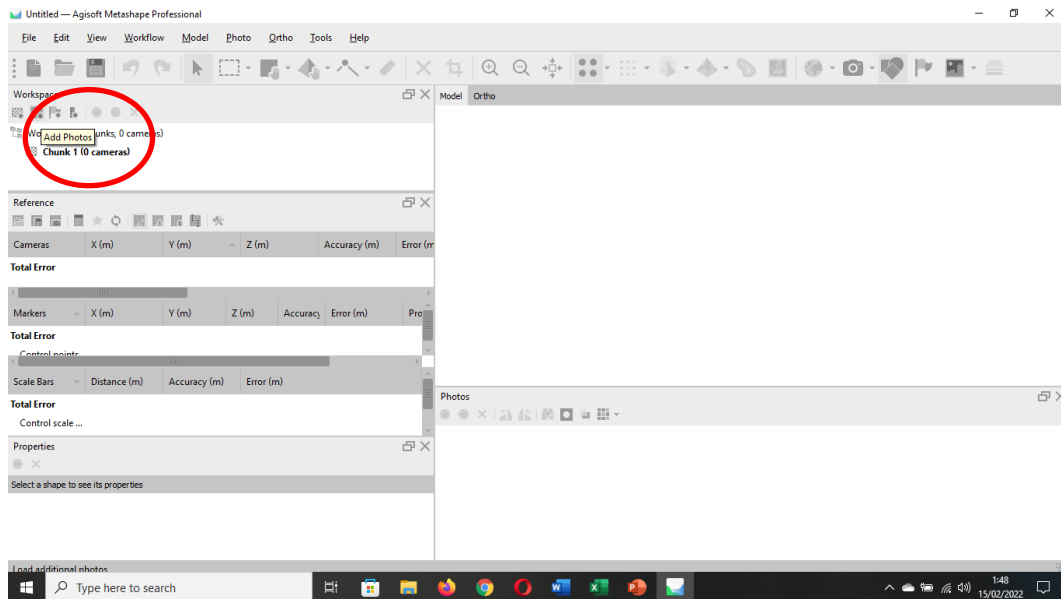 Untitled — Agisoft Metashape Professional
File Edit View Workflow Model Photo Ortho Tools Help
Workspace
Model Ortho
Add Photos
Chunk 1 (0 cameras)
Reference
Cameras X (m) Y (m) Z (m) Accuracy (m) Error (m
Total Error
Markers X (m) Y (m) Z (m) Accuracy Error (m)
Total Error
Control points
Scale Bars Distance (m) Accuracy (m) Error (m)
Total Error
Control scale ...
Photos
Properties
Select a shape to see its properties
Load additional photos
Type here to search
1:48
15/02/2022